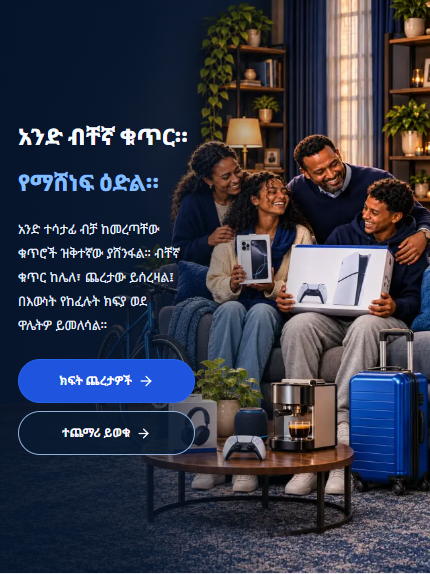 አንድ ብቸኛ ቁጥር።
የማሸነፍ ዕድል።
አንድ ተሳታፊ ብቻ ከመረጣቸው
ቁጥሮች ዝቅተኛው ያሸንፋል። ብቸኛ
ቁጥር ከሌለ፣ ጨረታው ይሰረዛል፤
በእውነት የከፈሉት ክፍያ ወደ
ዋሌትዎ ይመለሳል።
ክፍት ጨረታዎች →
ተጨማሪ ይወቁ →